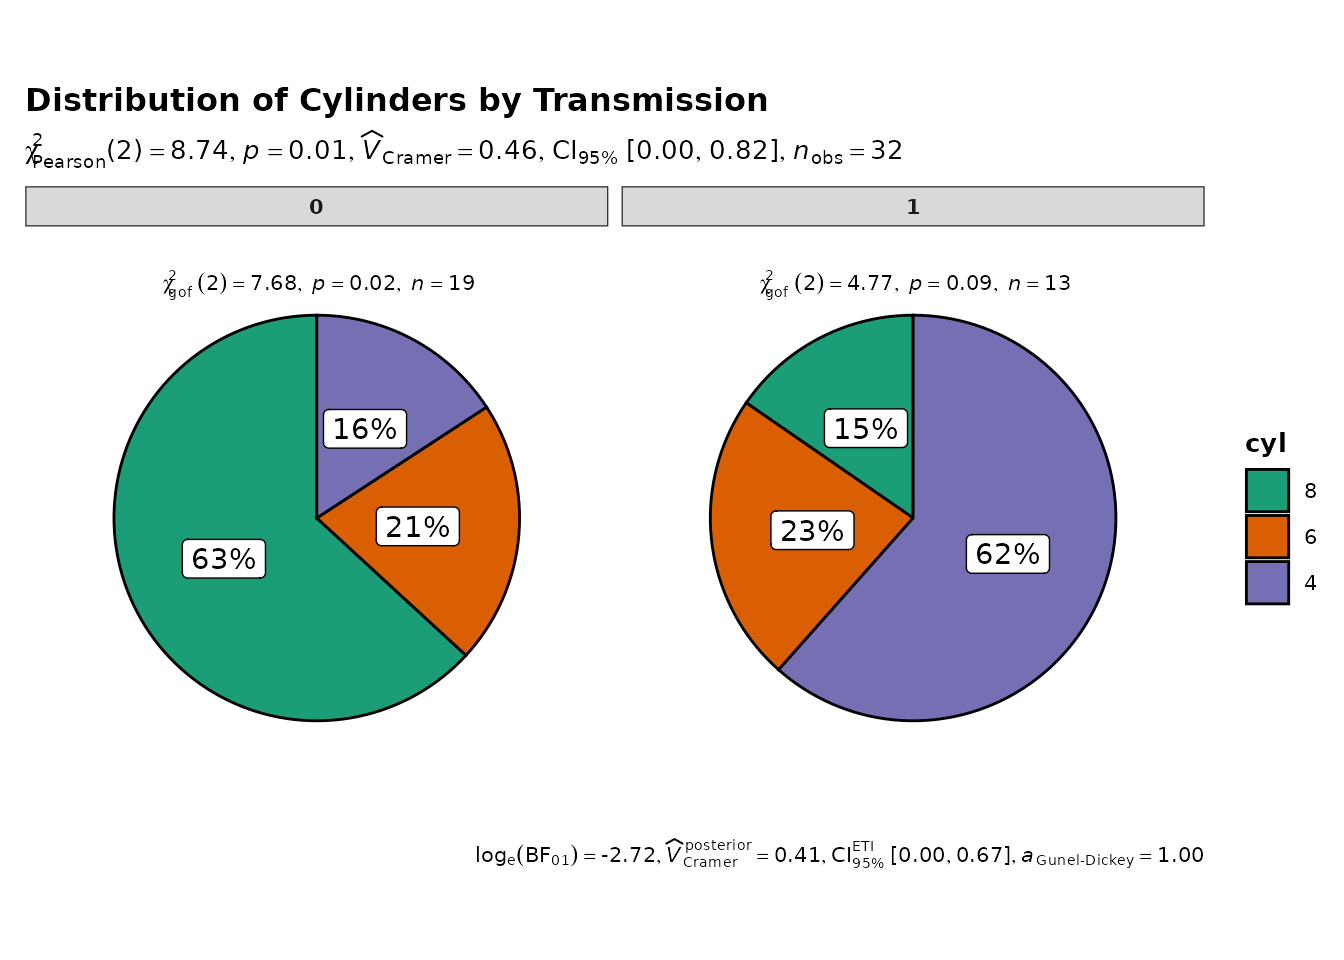 Distribution of Cylinders by Transmission
χ²Pearson(2) = 8.74, p = 0.01, V̂Cramer = 0.46, CI95% [0.00, 0.82], nobs = 32
0
1
χ²gof (2) = 7.68, p = 0.02, n = 19
χ²gof (2) = 4.77, p = 0.09, n = 13
16%
21%
63%
15%
23%
62%
cyl
8
6
4
loge(BF01) = -2.72, V̂posteriorCramer = 0.41, CIETI95% [0.00, 0.67], aGunel-Dickey = 1.00